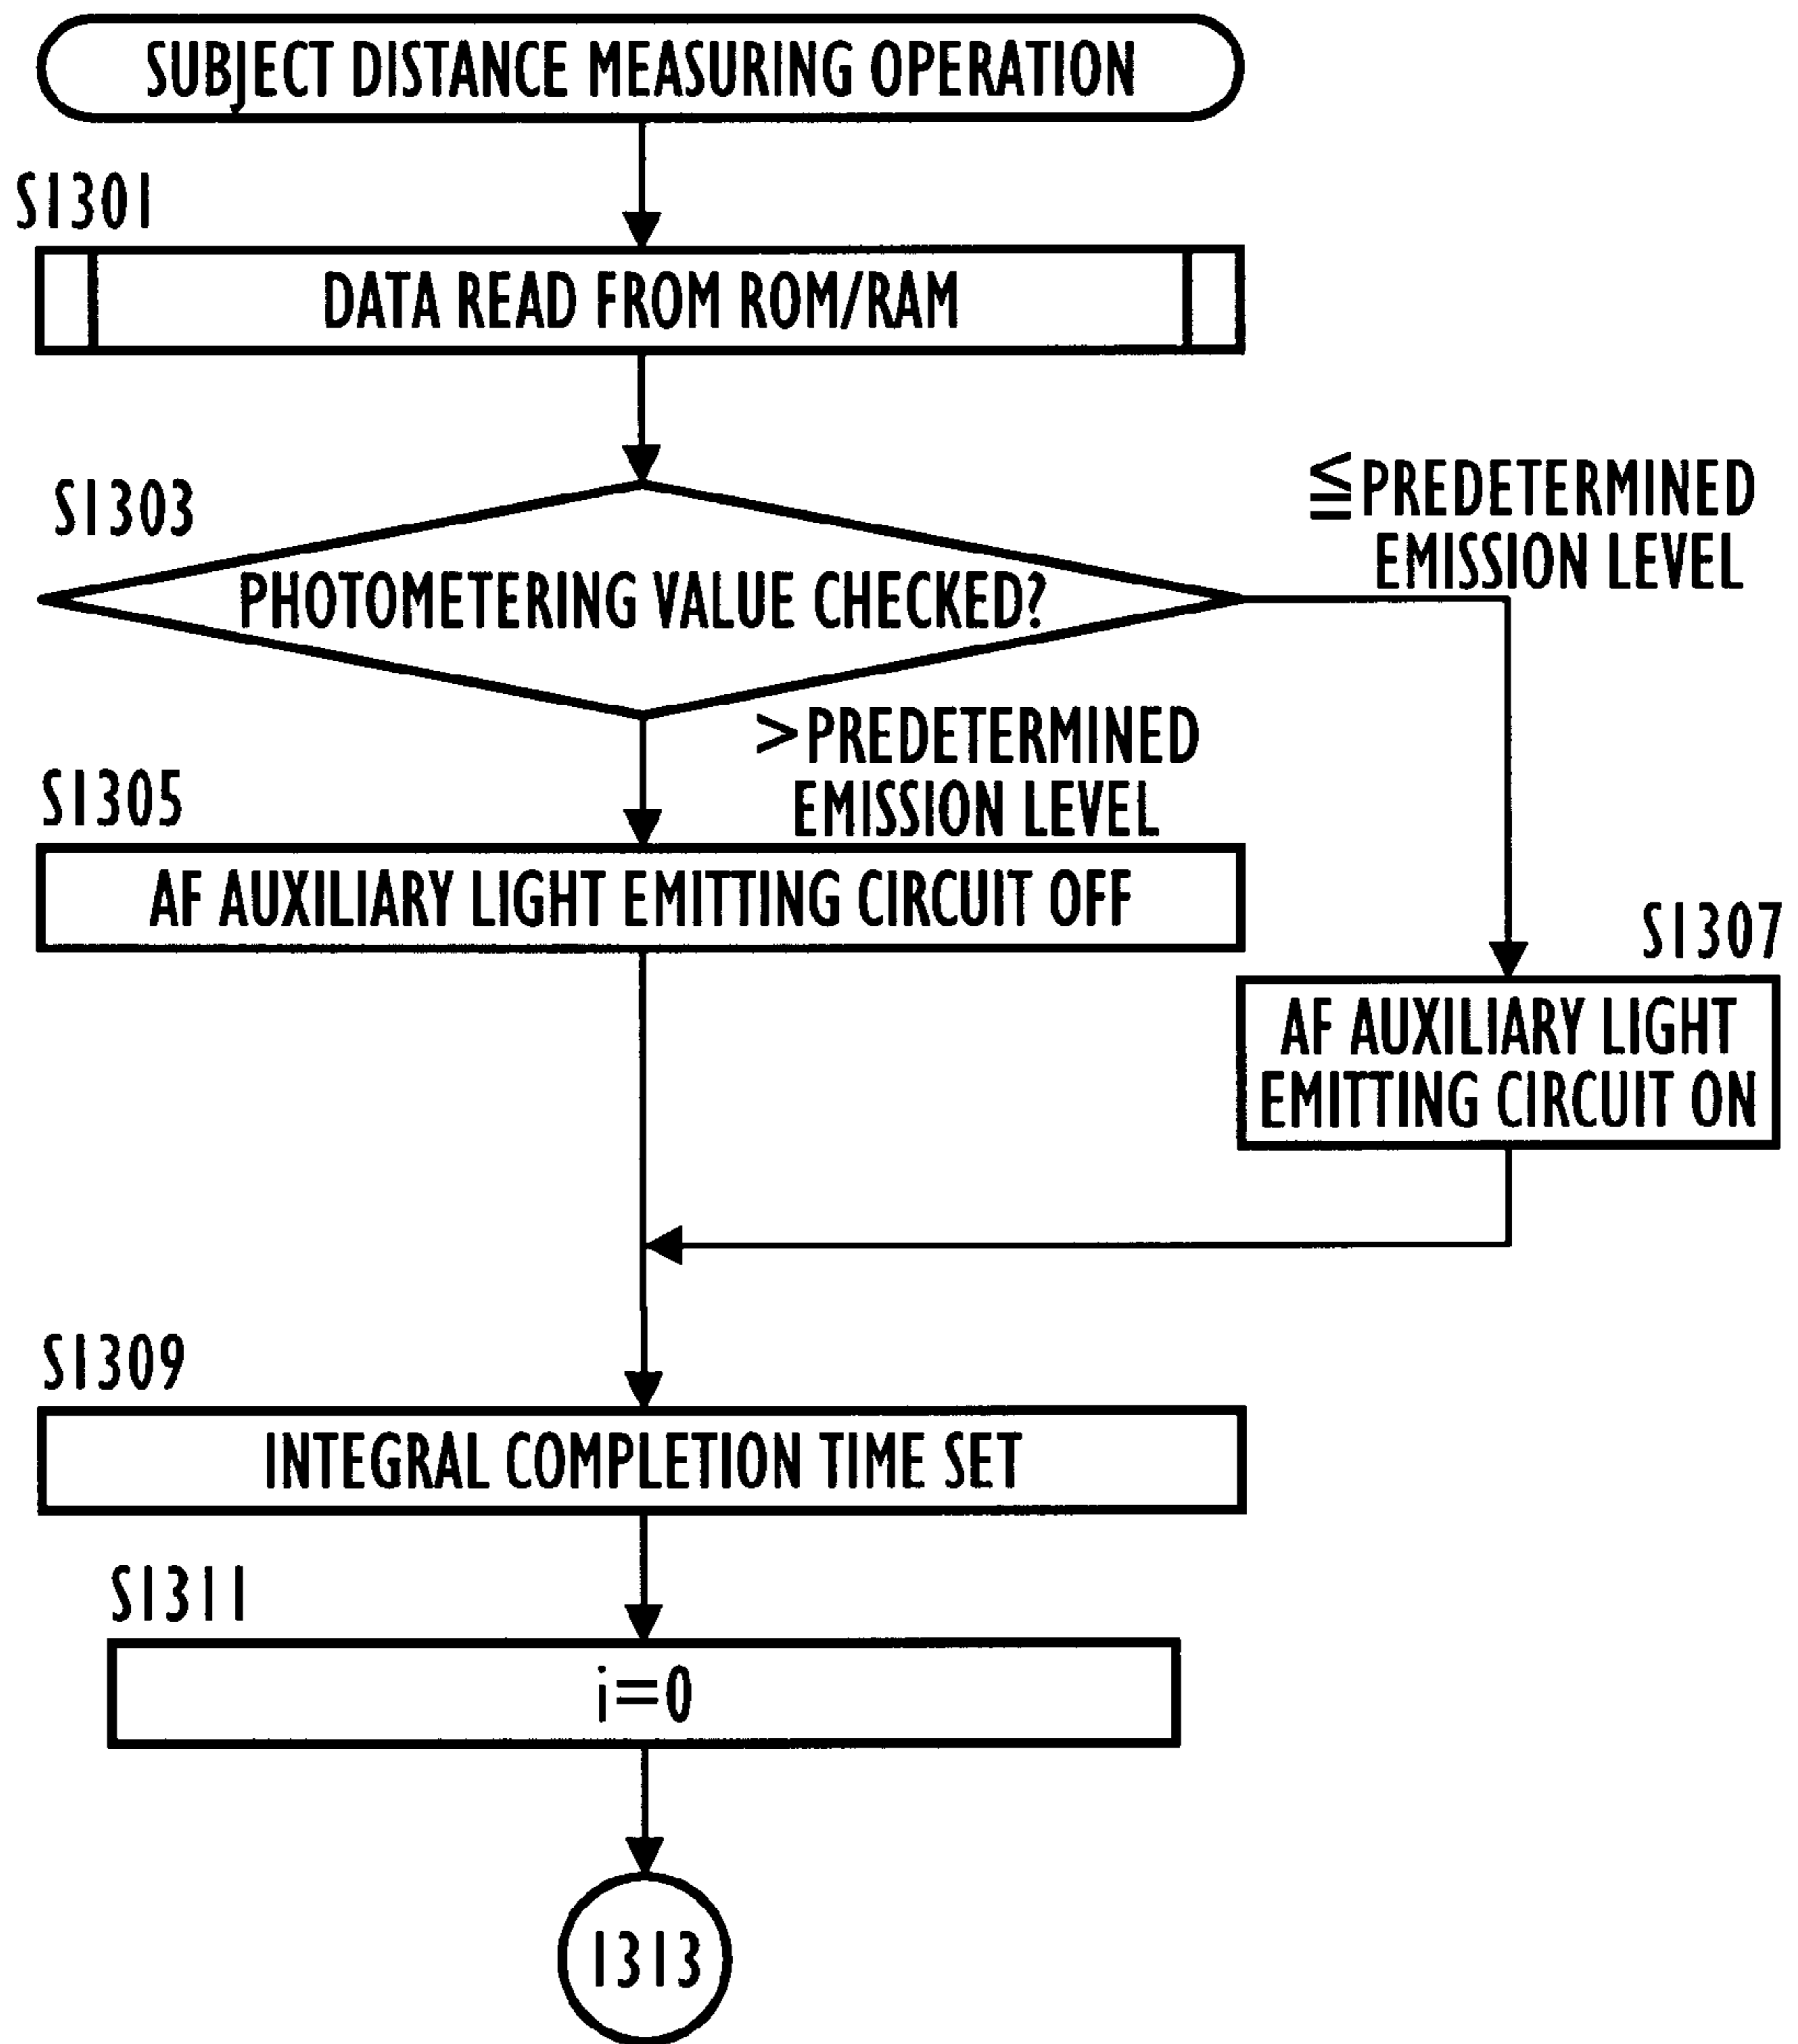 SUBJECT DISTANCE MEASURING OPERATION
S1301
DATA READ FROM ROM/RAM
S1303
≦PREDETERMINED
EMISSION LEVEL
PHOTOMETERING VALUE CHECKED?
>PREDETERMINED
EMISSION LEVEL
S1305
AF AUXILIARY LIGHT EMITTING CIRCUIT OFF
S1307
AF AUXILIARY LIGHT
EMITTING CIRCUIT ON
S1309
INTEGRAL COMPLETION TIME SET
S1311
i=0
1313